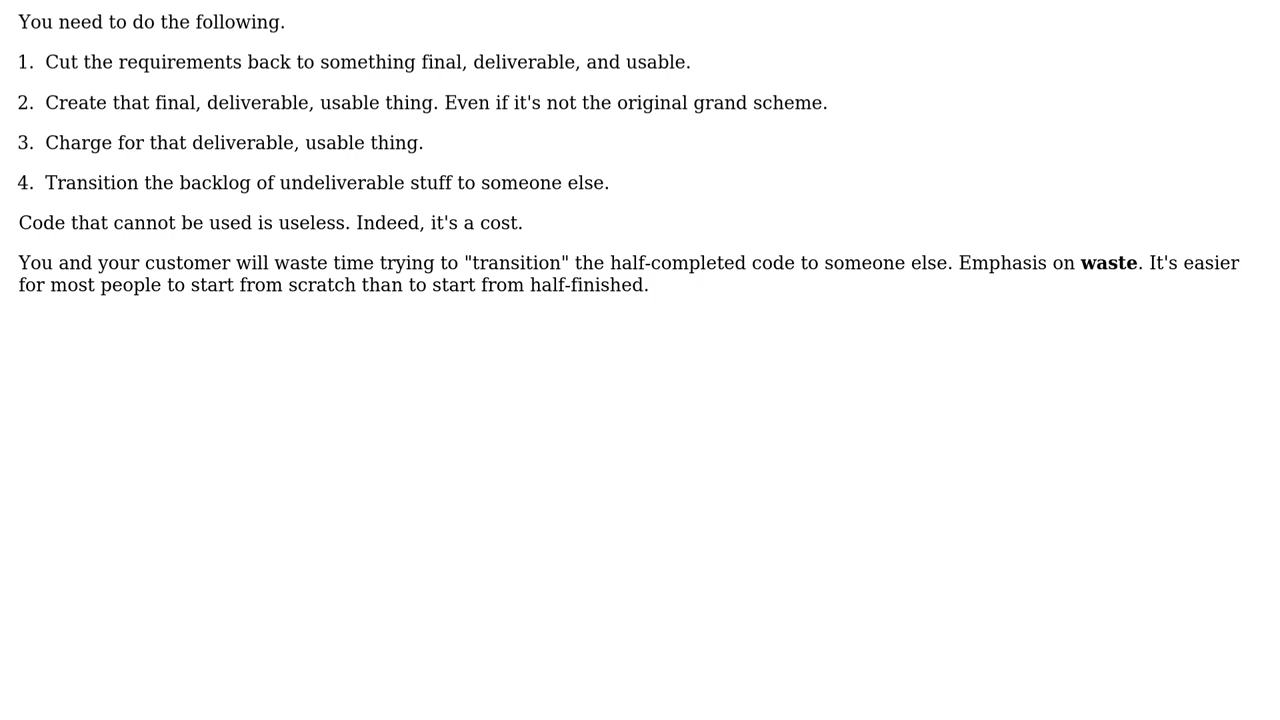 You need to do the following.
1. Cut the requirements back to something final, deliverable, and usable.
2. Create that final, deliverable, usable thing. Even if it's not the original grand scheme.
3. Charge for that deliverable, usable thing.
4. Transition the backlog of undeliverable stuff to someone else.
Code that cannot be used is useless. Indeed, it's a cost.
You and your customer will waste time trying to "transition" the half-completed code to someone else. Emphasis on waste. It's easier
for most people to start from scratch than to start from half-finished.